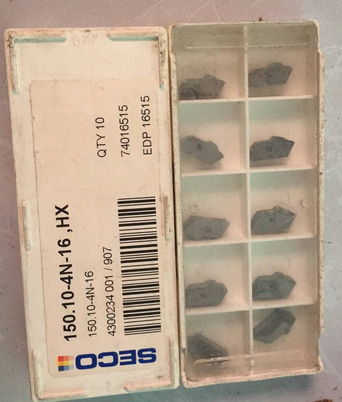 150.10-4N-16 ,HX
150.10-4N-16
4300234 001 / 907
QTY 10
74016515
EDP 16515
SECO